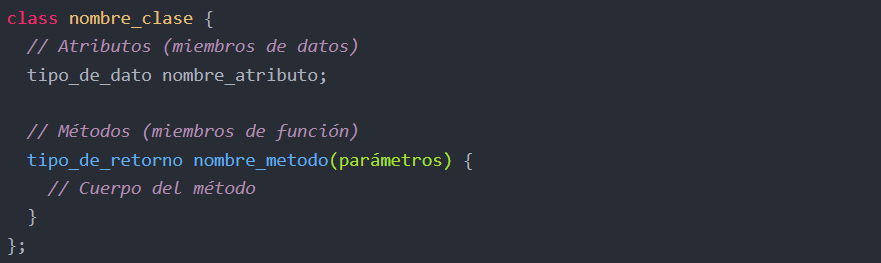 class nombre_clase {
// Atributos (miembros de datos)
tipo_de_dato nombre_atributo;
// Métodos (miembros de función)
tipo_de_retorno nombre_metodo(parámetros) {
// Cuerpo del método
}
};